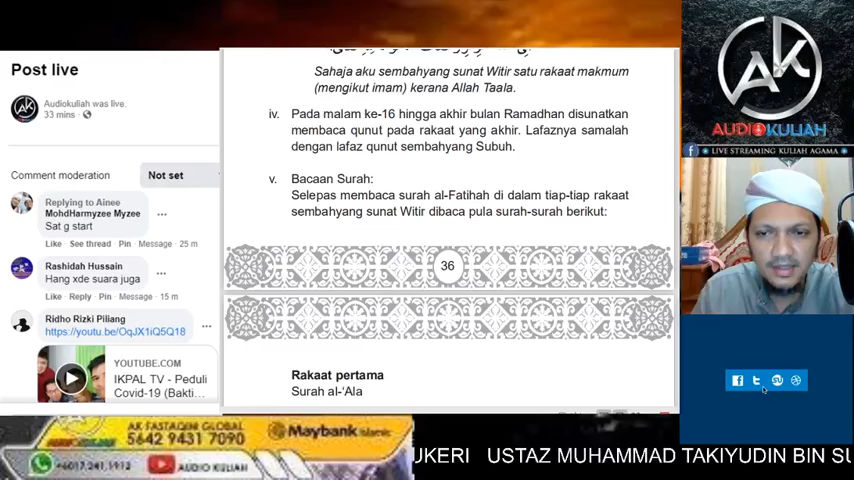 Post live
Audiokuliah was live.
33 mins
Comment moderation
Not set
Replying to Ainee
MohdHarmyzee Myzee
Sat g start
Like · See thread · Pin · Message · 25 m
Rashidah Hussain
Hang xde suara juga
Like · Reply · Pin · Message · 15 m
Ridho Rizki Piliang
https://youtu.be/OqJX1iQ5Q18
YOUTUBE.COM
IKPAL TV - Peduli
Covid-19 (Bakti...
Sahaja aku sembahyang sunat Witir satu rakaat makmum
(mengikut imam) kerana Allah Taala.
iv. Pada malam ke-16 hingga akhir bulan Ramadhan disunatkan
membaca qunut pada rakaat yang akhir. Lafaznya samalah
dengan lafaz qunut sembahyang Subuh.
v. Bacaan Surah:
Selepas membaca surah al-Fatihah di dalam tiap-tiap rakaat
sembahyang sunat Witir dibaca pula surah-surah berikut:
36
Rakaat pertama
Surah al-'Ala
AK
AUDIOKULIAH
LIVE STREAMING KULIAH AGAMA
AK FASTAQIM GLOBAL
5642 9431 7090
Maybank Islamic
+6017.241.1912
AUDIO KULIAH
UKERI USTAZ MUHAMMAD TAKIYUDIN BIN SU